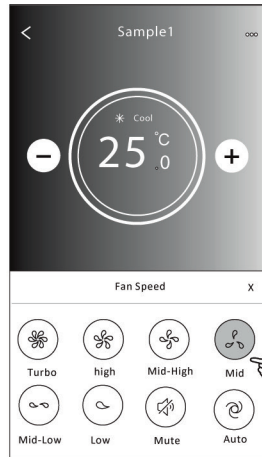 Sample1
Cool
25.0 °C
Fan Speed X
Turbo high Mid-High Mid
Mid-Low Low Mute Auto